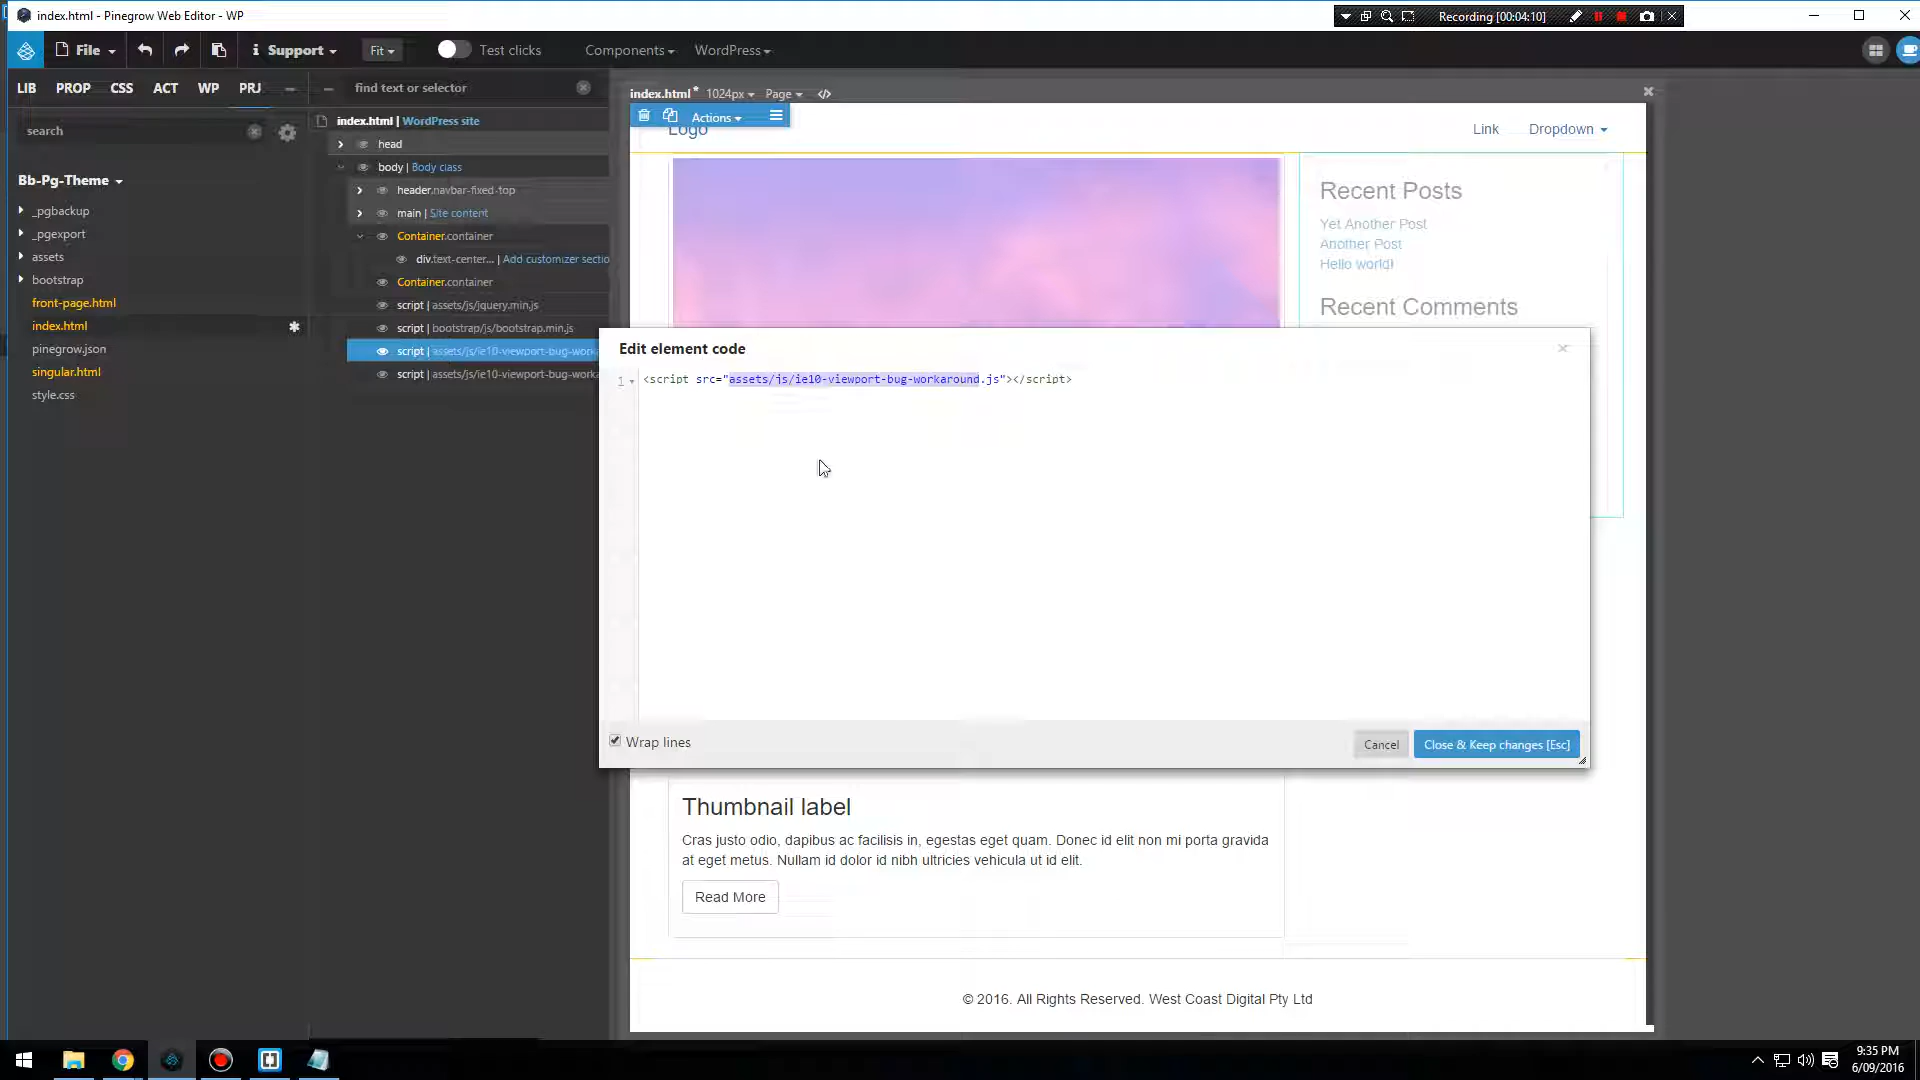 index.html - Pinegrow Web Editor - WP
Recording [00:04:10]
File
Support
Fit
Test clicks
Components
WordPress
LIB PROP CSS ACT WP PRJ
find text or selector
search
Bb-Pg-Theme
_pgbackup
_pgexport
assets
bootstrap
front-page.html
index.html
pinegrow.json
singular.html
style.css
index.html | WordPress site
head
body | Body class
header.navbar-fixed-top
main | Site content
Container.container
div.text-center... | Add customizer sectio
Container.container
script | assets/js/jquery.min.js
script | bootstrap/js/bootstrap.min.js
script | assets/js/ie10-viewport-bug-worka
script | assets/js/ie10-viewport-bug-worka
index.html* 1024px Page </>
Actions
Logo
Link Dropdown
Recent Posts
Yet Another Post
Another Post
Hello world!
Recent Comments
Edit element code
1 <script src="assets/js/ie10-viewport-bug-workaround.js"></script>
Wrap lines
Cancel
Close & Keep changes [Esc]
Thumbnail label
Cras justo odio, dapibus ac facilisis in, egestas eget quam. Donec id elit non mi porta gravida
at eget metus. Nullam id dolor id nibh ultricies vehicula ut id elit.
Read More
© 2016. All Rights Reserved. West Coast Digital Pty Ltd
9:35 PM
6/09/2016